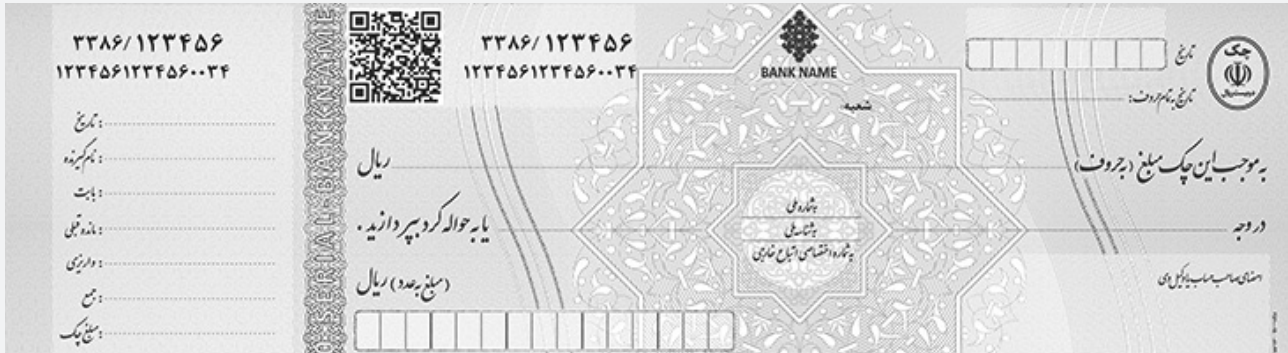 چک
تاریخ
تاریخ به تمام حروف:
BANK NAME
شعبه:
۳۳۸۶/۱۲۳۴۵۶
۱۲۳۴۵۶۱۲۳۴۵۶۰۰۳۴
به موجب این چک مبلغ (به حروف)
ریال
در وجه
شماره ملی
شناسه ملی
شماره اختصاصی اتباع خارجی
یا به حواله کرد بپردازید.
امضای صاحب حساب یا وکیل وی
(مبلغ به عدد) ریال
SERIAL-BANKNAME
۳۳۸۶/۱۲۳۴۵۶
۱۲۳۴۵۶۱۲۳۴۵۶۰۰۳۴
تاریخ:
نام گیرنده:
بابت:
مانده قبلی:
واریزی:
جمع:
مبلغ چک: